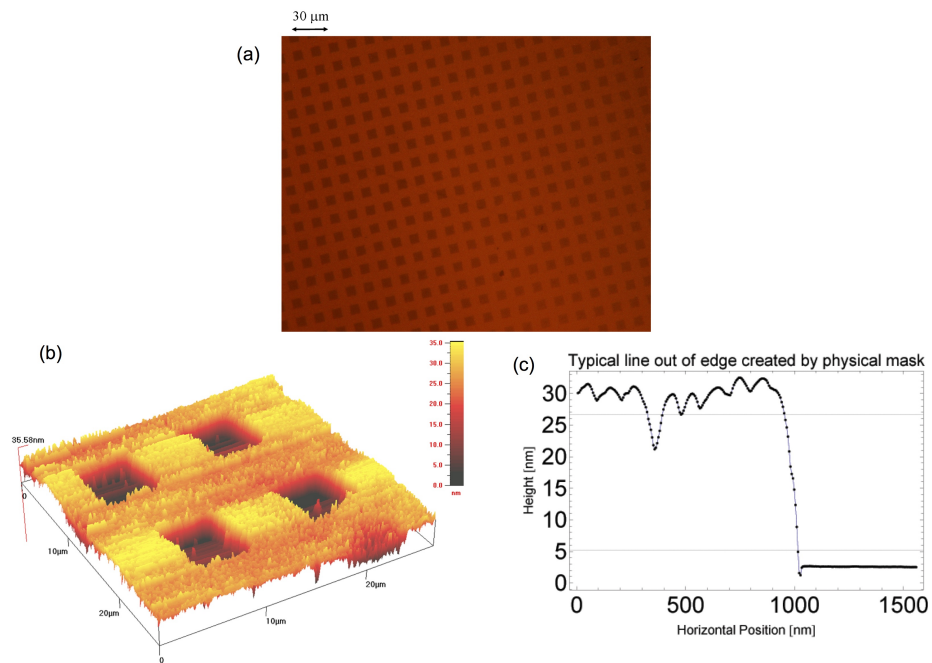 30 μm
(a)
(b)
35.0
30.0
25.0
20.0
15.0
10.0
5.0
0.0
nm
35.58nm
0
10μm
20μm
0
10μm
20μm
(c)
Typical line out of edge created by physical mask
Height [nm]
30
25
20
15
10
5
0
0 500 1000 1500
Horizontal Position [nm]